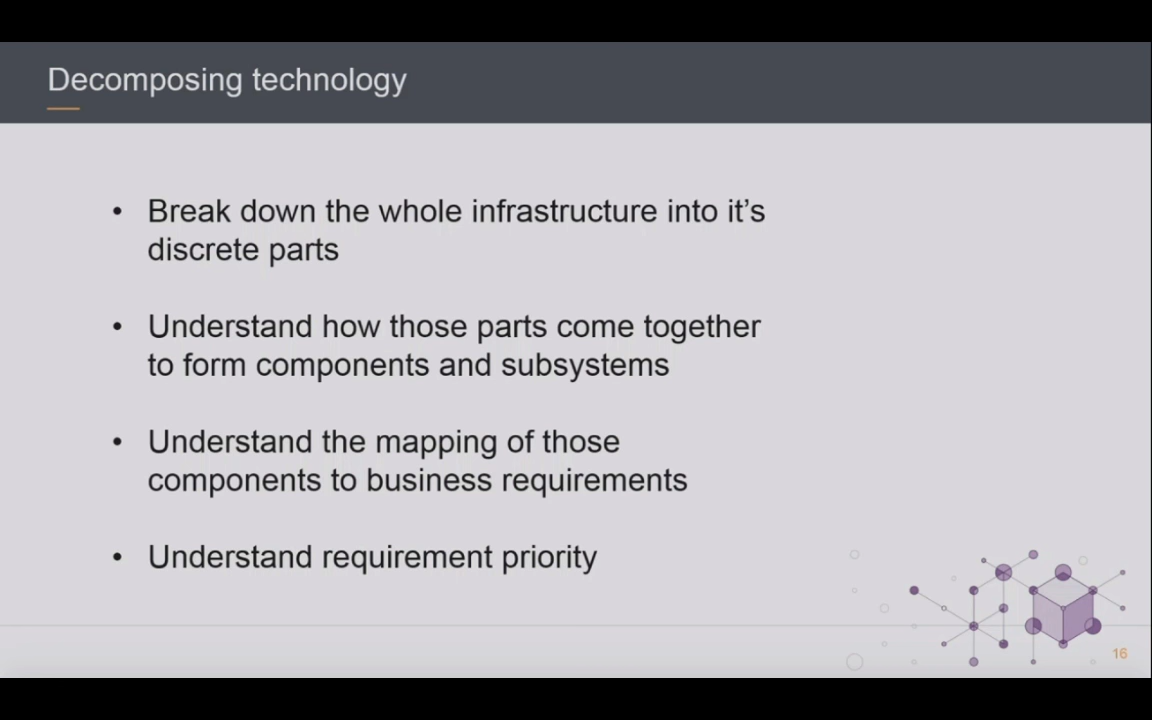 Decomposing technology
• Break down the whole infrastructure into it’s
discrete parts
• Understand how those parts come together
to form components and subsystems
• Understand the mapping of those
components to business requirements
• Understand requirement priority
16